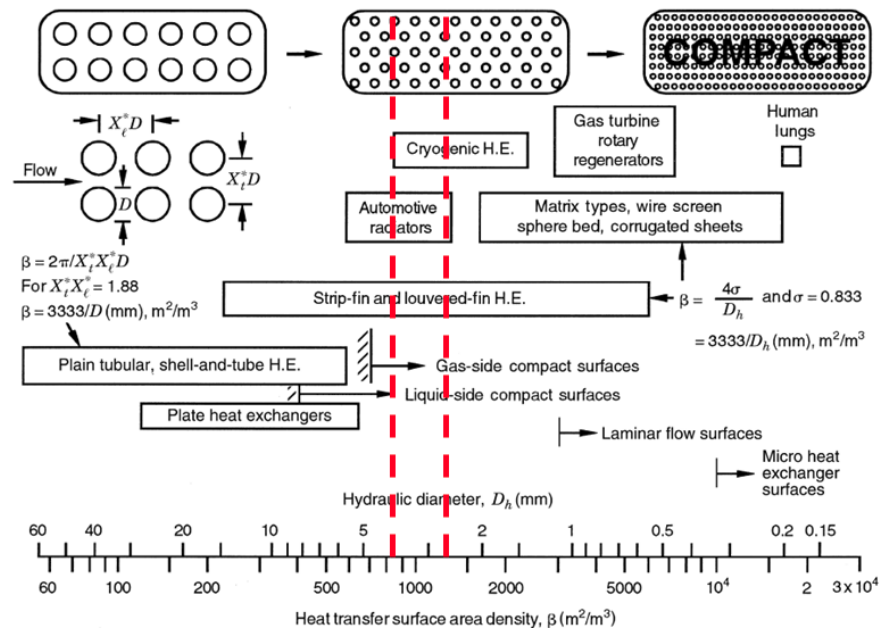 COMPACT
X*ℓD
Flow
D
X*tD
β = 2π/X*tX*ℓD
For X*tX*ℓ = 1.88
β = 3333/D (mm), m²/m³
Cryogenic H.E.
Gas turbine
rotary
regenerators
Human
lungs
Automotive
radiators
Matrix types, wire screen
sphere bed, corrugated sheets
Strip-fin and louvered-fin H.E.
β = 4σ/Dh and σ = 0.833
= 3333/Dh (mm), m²/m³
Plain tubular, shell-and-tube H.E.
Gas-side compact surfaces
Liquid-side compact surfaces
Plate heat exchangers
Laminar flow surfaces
Micro heat
exchanger
surfaces
Hydraulic diameter, Dh (mm)
60 40 20 10 5 2 1 0.5 0.2 0.15
60 100 200 500 1000 2000 5000 10⁴ 2 3×10⁴
Heat transfer surface area density, β (m²/m³)